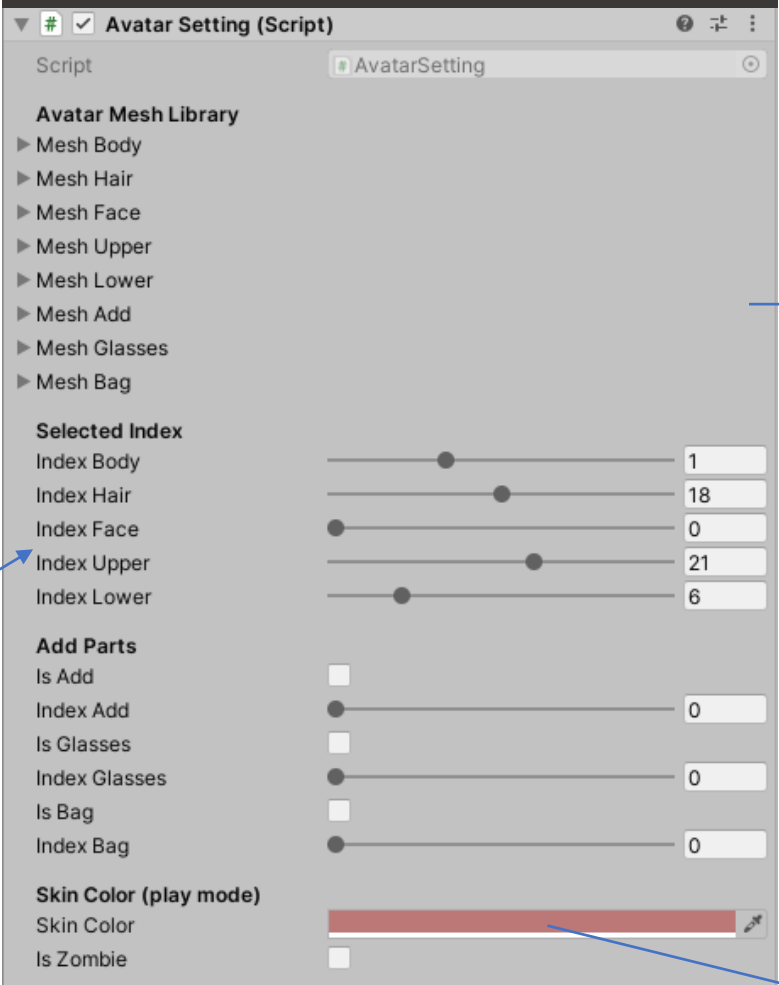 # Avatar Setting (Script)
Script # AvatarSetting
Avatar Mesh Library
Mesh Body
Mesh Hair
Mesh Face
Mesh Upper
Mesh Lower
Mesh Add
Mesh Glasses
Mesh Bag
Selected Index
Index Body 1
Index Hair 18
Index Face 0
Index Upper 21
Index Lower 6
Add Parts
Is Add
Index Add 0
Is Glasses
Index Glasses 0
Is Bag
Index Bag 0
Skin Color (play mode)
Skin Color
Is Zombie